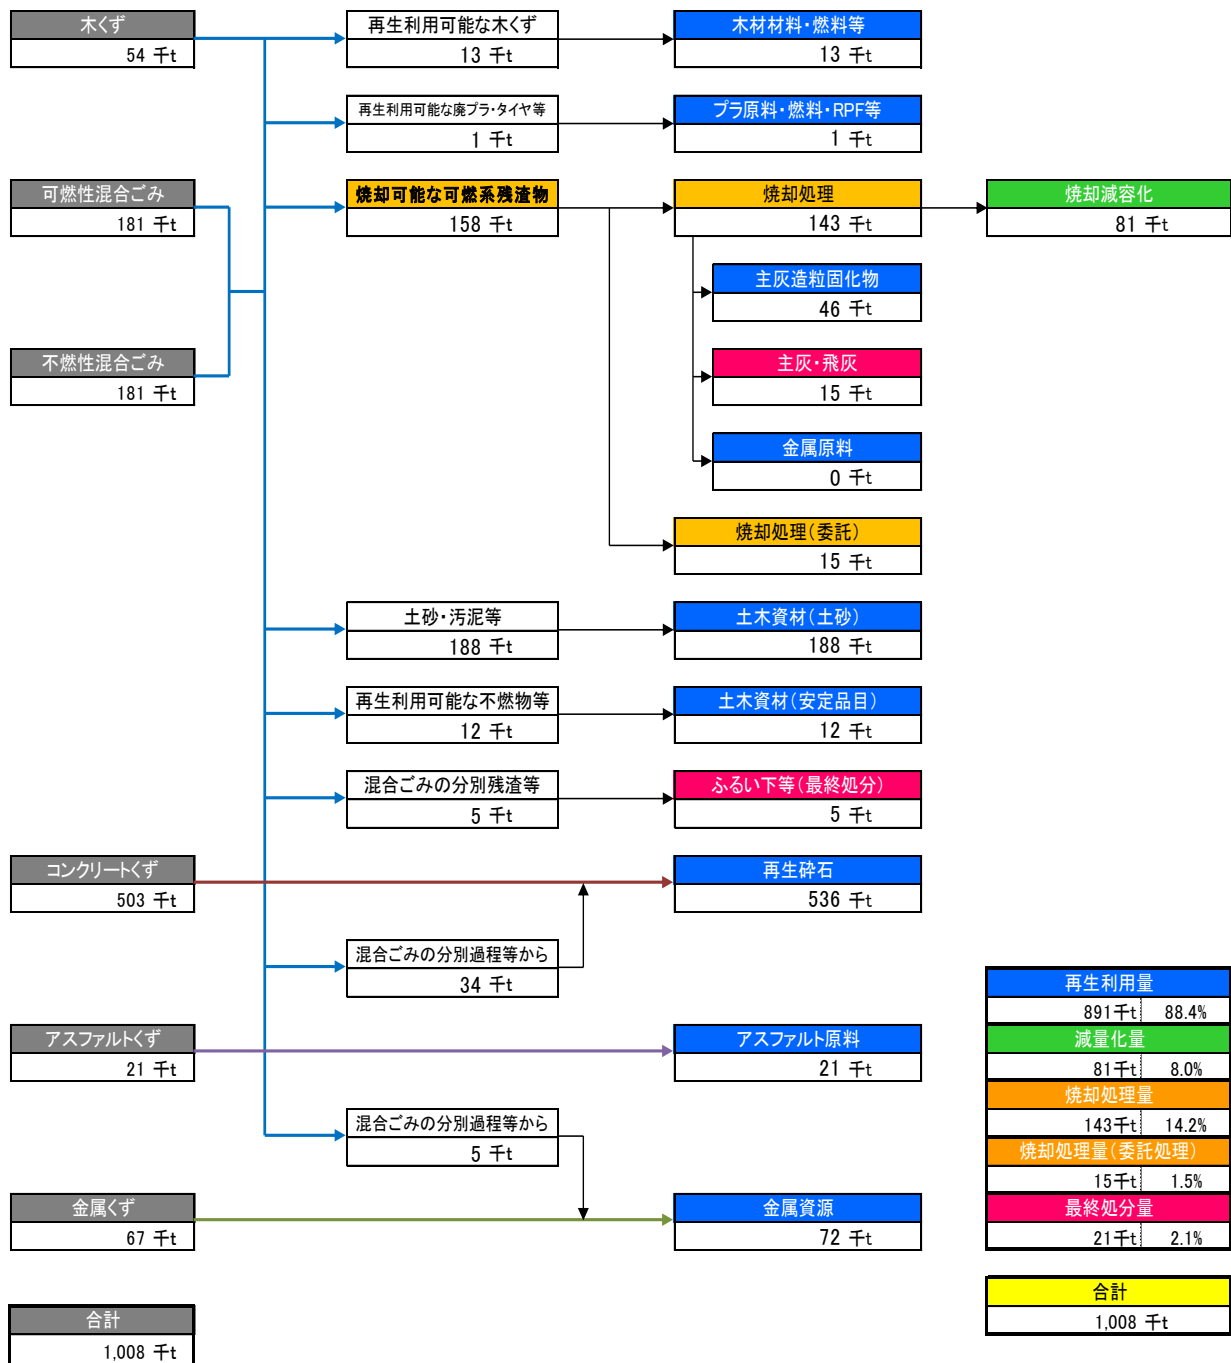 木くず
54 千t
再生利用可能な木くず
13 千t
木材材料・燃料等
13 千t
再生利用可能な廃プラ・タイヤ等
1 千t
プラ原料・燃料・RPF等
1 千t
可燃性混合ごみ
181 千t
焼却可能な可燃系残渣物
158 千t
焼却処理
143 千t
焼却減容化
81 千t
主灰造粒固化物
46 千t
不燃性混合ごみ
181 千t
主灰・飛灰
15 千t
金属原料
0 千t
焼却処理(委託)
15 千t
土砂・汚泥等
188 千t
土木資材(土砂)
188 千t
再生利用可能な不燃物等
12 千t
土木資材(安定品目)
12 千t
混合ごみの分別残渣等
5 千t
ふるい下等(最終処分)
5 千t
コンクリートくず
503 千t
再生砕石
536 千t
混合ごみの分別過程等から
34 千t
アスファルトくず
21 千t
アスファルト原料
21 千t
混合ごみの分別過程等から
5 千t
金属くず
67 千t
金属資源
72 千t
合計
1,008 千t
再生利用量
891千t 88.4%
減量化量
81千t 8.0%
焼却処理量
143千t 14.2%
焼却処理量(委託処理)
15千t 1.5%
最終処分量
21千t 2.1%
合計
1,008 千t